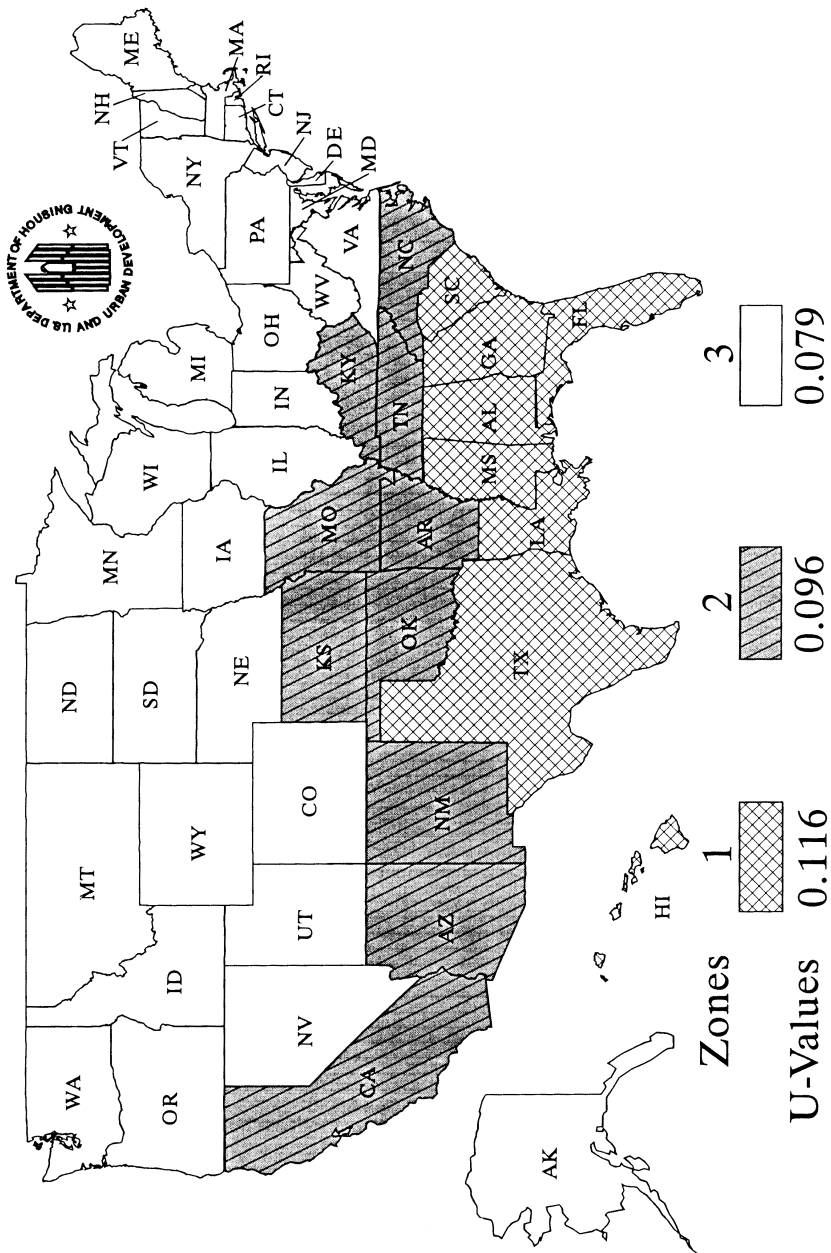 U.S. DEPARTMENT OF HOUSING
AND URBAN DEVELOPMENT
WA
OR
CA
NV
ID
MT
WY
UT
CO
AZ
NM
ND
SD
NE
KS
OK
TX
MN
IA
MO
AR
LA
WI
IL
MI
IN
OH
KY
TN
MS
AL
GA
FL
SC
NC
VA
WV
PA
NY
VT
NH
ME
MA
RI
CT
NJ
DE
MD
AK
HI
Zones 1 2 3
U-Values 0.116 0.096 0.079